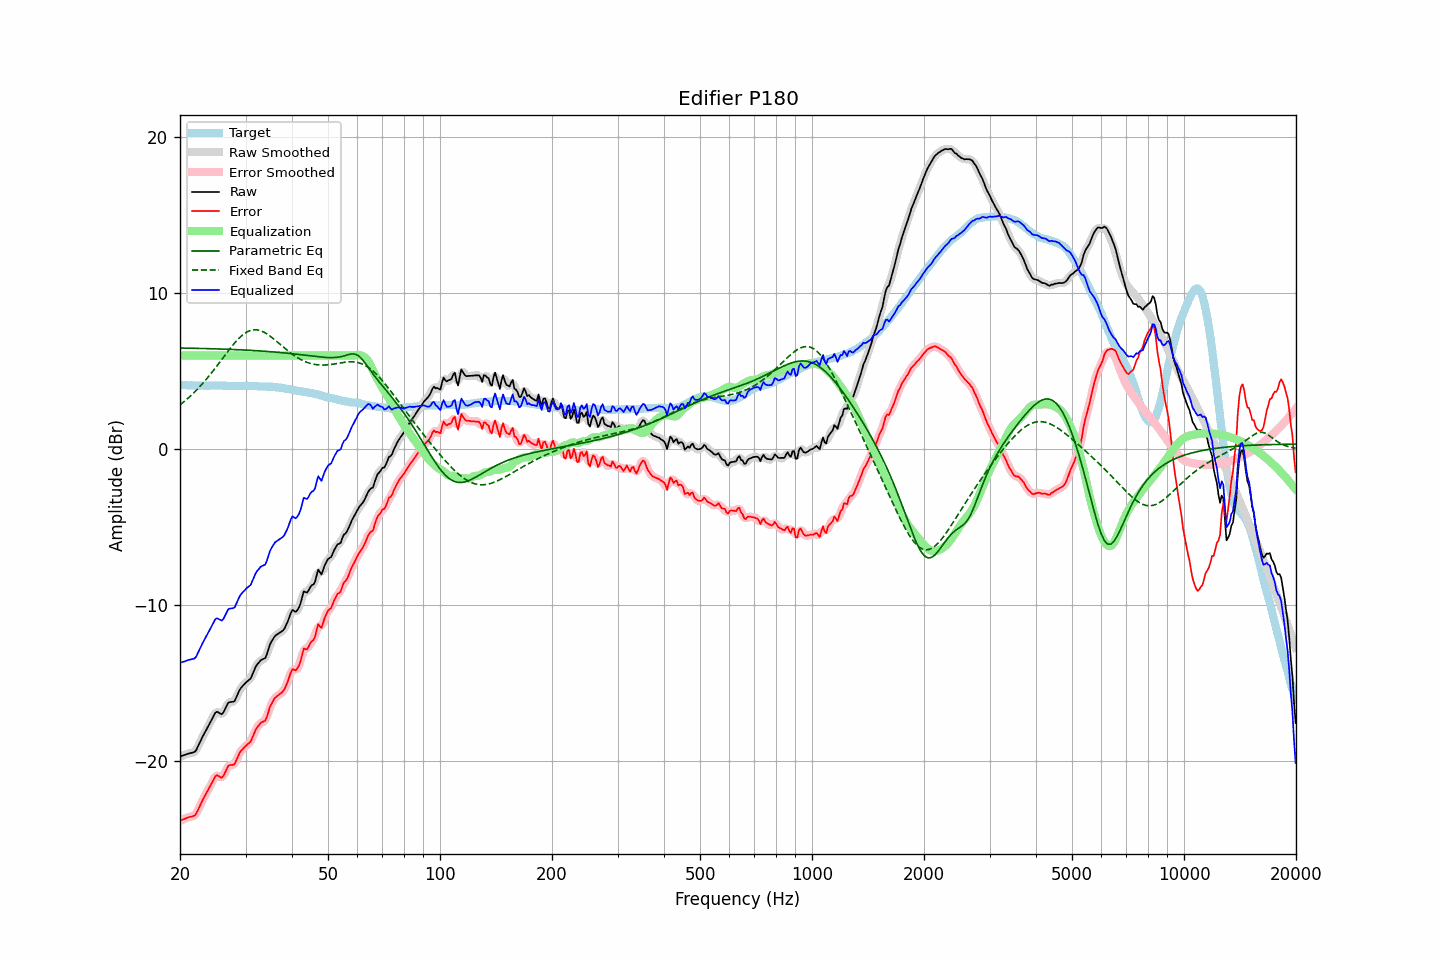 Edifier P180
Target
Raw Smoothed
Error Smoothed
Raw
Error
Equalization
Parametric Eq
Fixed Band Eq
Equalized
20
10
0
−10
−20
Amplitude (dBr)
20 50 100 200 500 1000 2000 5000 10000 20000
Frequency (Hz)